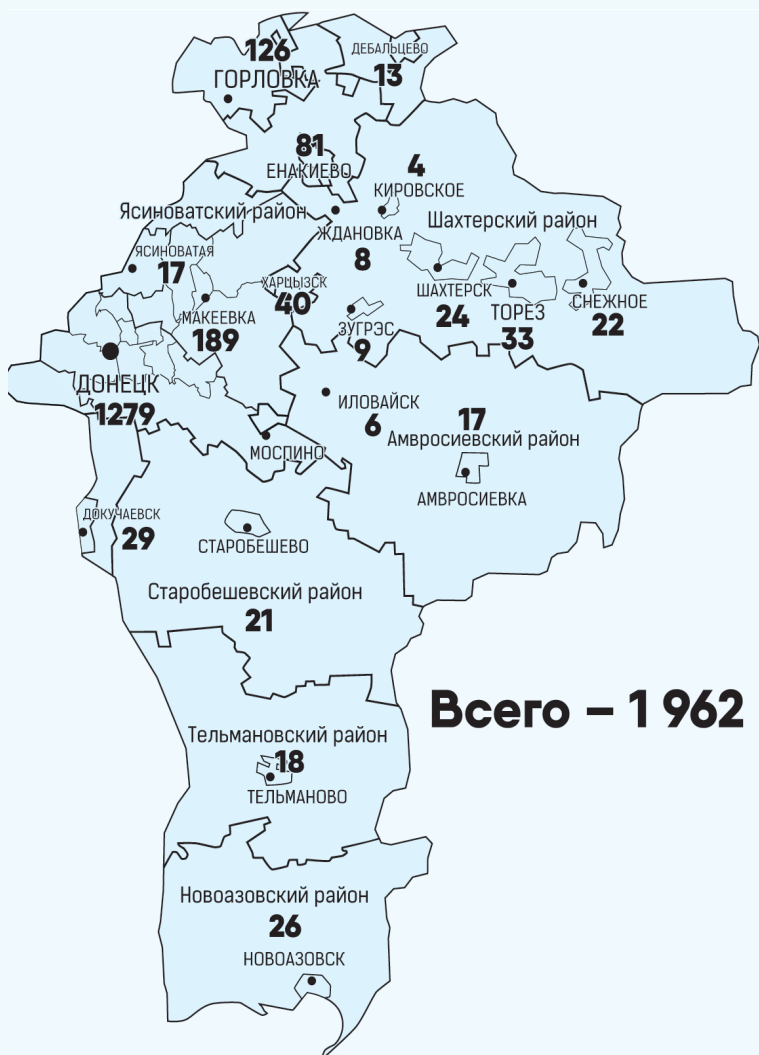 126
ГОРЛОВКА
ДЕБАЛЬЦЕВО
13
81
ЕНАКИЕВО
4
КИРОВСКОЕ
Ясиноватский район
ЖДАНОВКА
8
Шахтерский район
ЯСИНОВАТАЯ
17
МАКЕЕВКА
189
ХАРЦЫЗСК
40
ЗУГРЭС
9
ШАХТЕРСК
24
ТОРЕЗ
33
СНЕЖНОЕ
22
ДОНЕЦК
1279
ИЛОВАЙСК
6
17
Амвросиевский район
МОСПИНО
АМВРОСИЕВКА
ДОКУЧАЕВСК
29
СТАРОБЕШЕВО
Старобешевский район
21
Всего – 1 962
Тельмановский район
18
ТЕЛЬМАНОВО
Новоазовский район
26
НОВОАЗОВСК